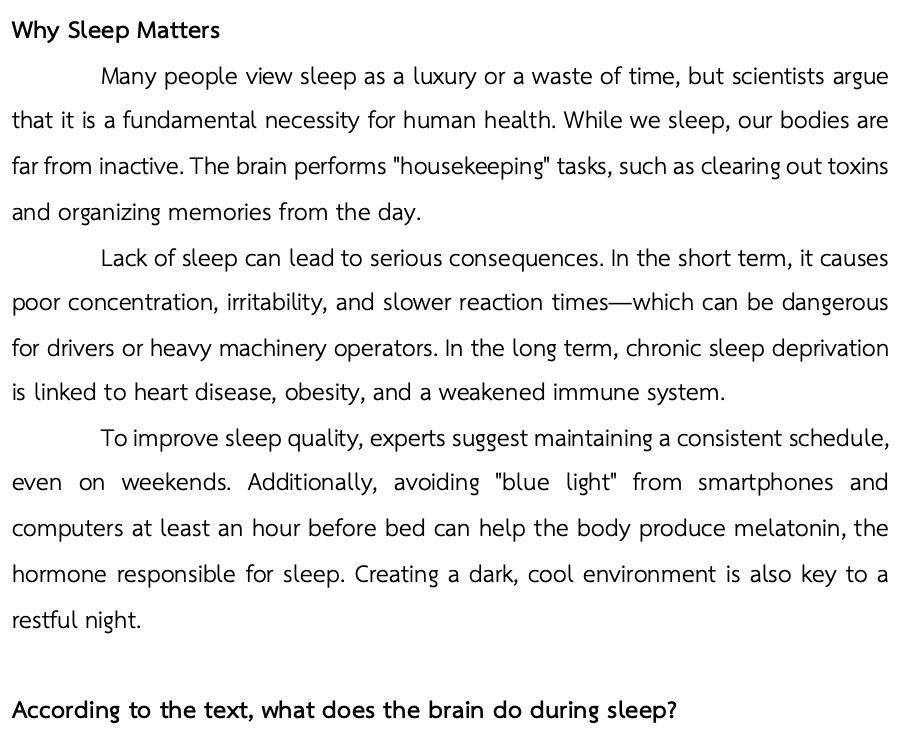 Why Sleep Matters
Many people view sleep as a luxury or a waste of time, but scientists argue
that it is a fundamental necessity for human health. While we sleep, our bodies are
far from inactive. The brain performs "housekeeping" tasks, such as clearing out toxins
and organizing memories from the day.
Lack of sleep can lead to serious consequences. In the short term, it causes
poor concentration, irritability, and slower reaction times—which can be dangerous
for drivers or heavy machinery operators. In the long term, chronic sleep deprivation
is linked to heart disease, obesity, and a weakened immune system.
To improve sleep quality, experts suggest maintaining a consistent schedule,
even on weekends. Additionally, avoiding "blue light" from smartphones and
computers at least an hour before bed can help the body produce melatonin, the
hormone responsible for sleep. Creating a dark, cool environment is also key to a
restful night.
According to the text, what does the brain do during sleep?